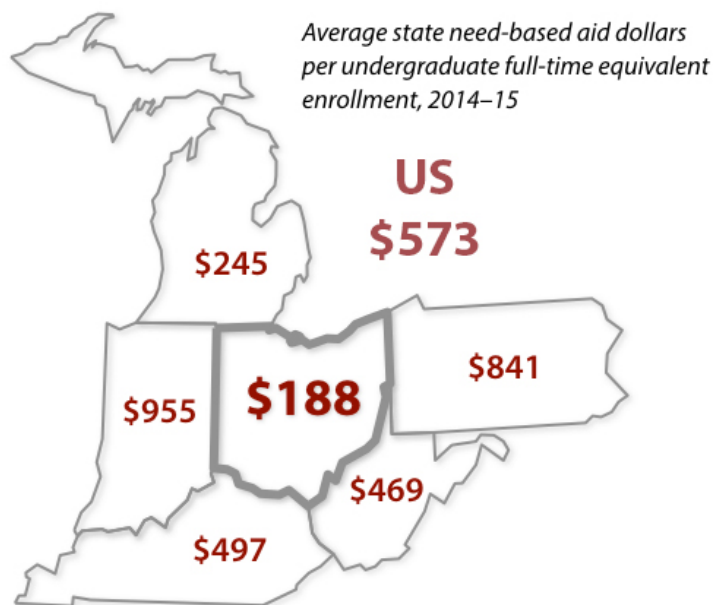 Average state need-based aid dollars
per undergraduate full-time equivalent
enrollment, 2014–15
US
$573
$245
$841
$188
$955
$469
$497